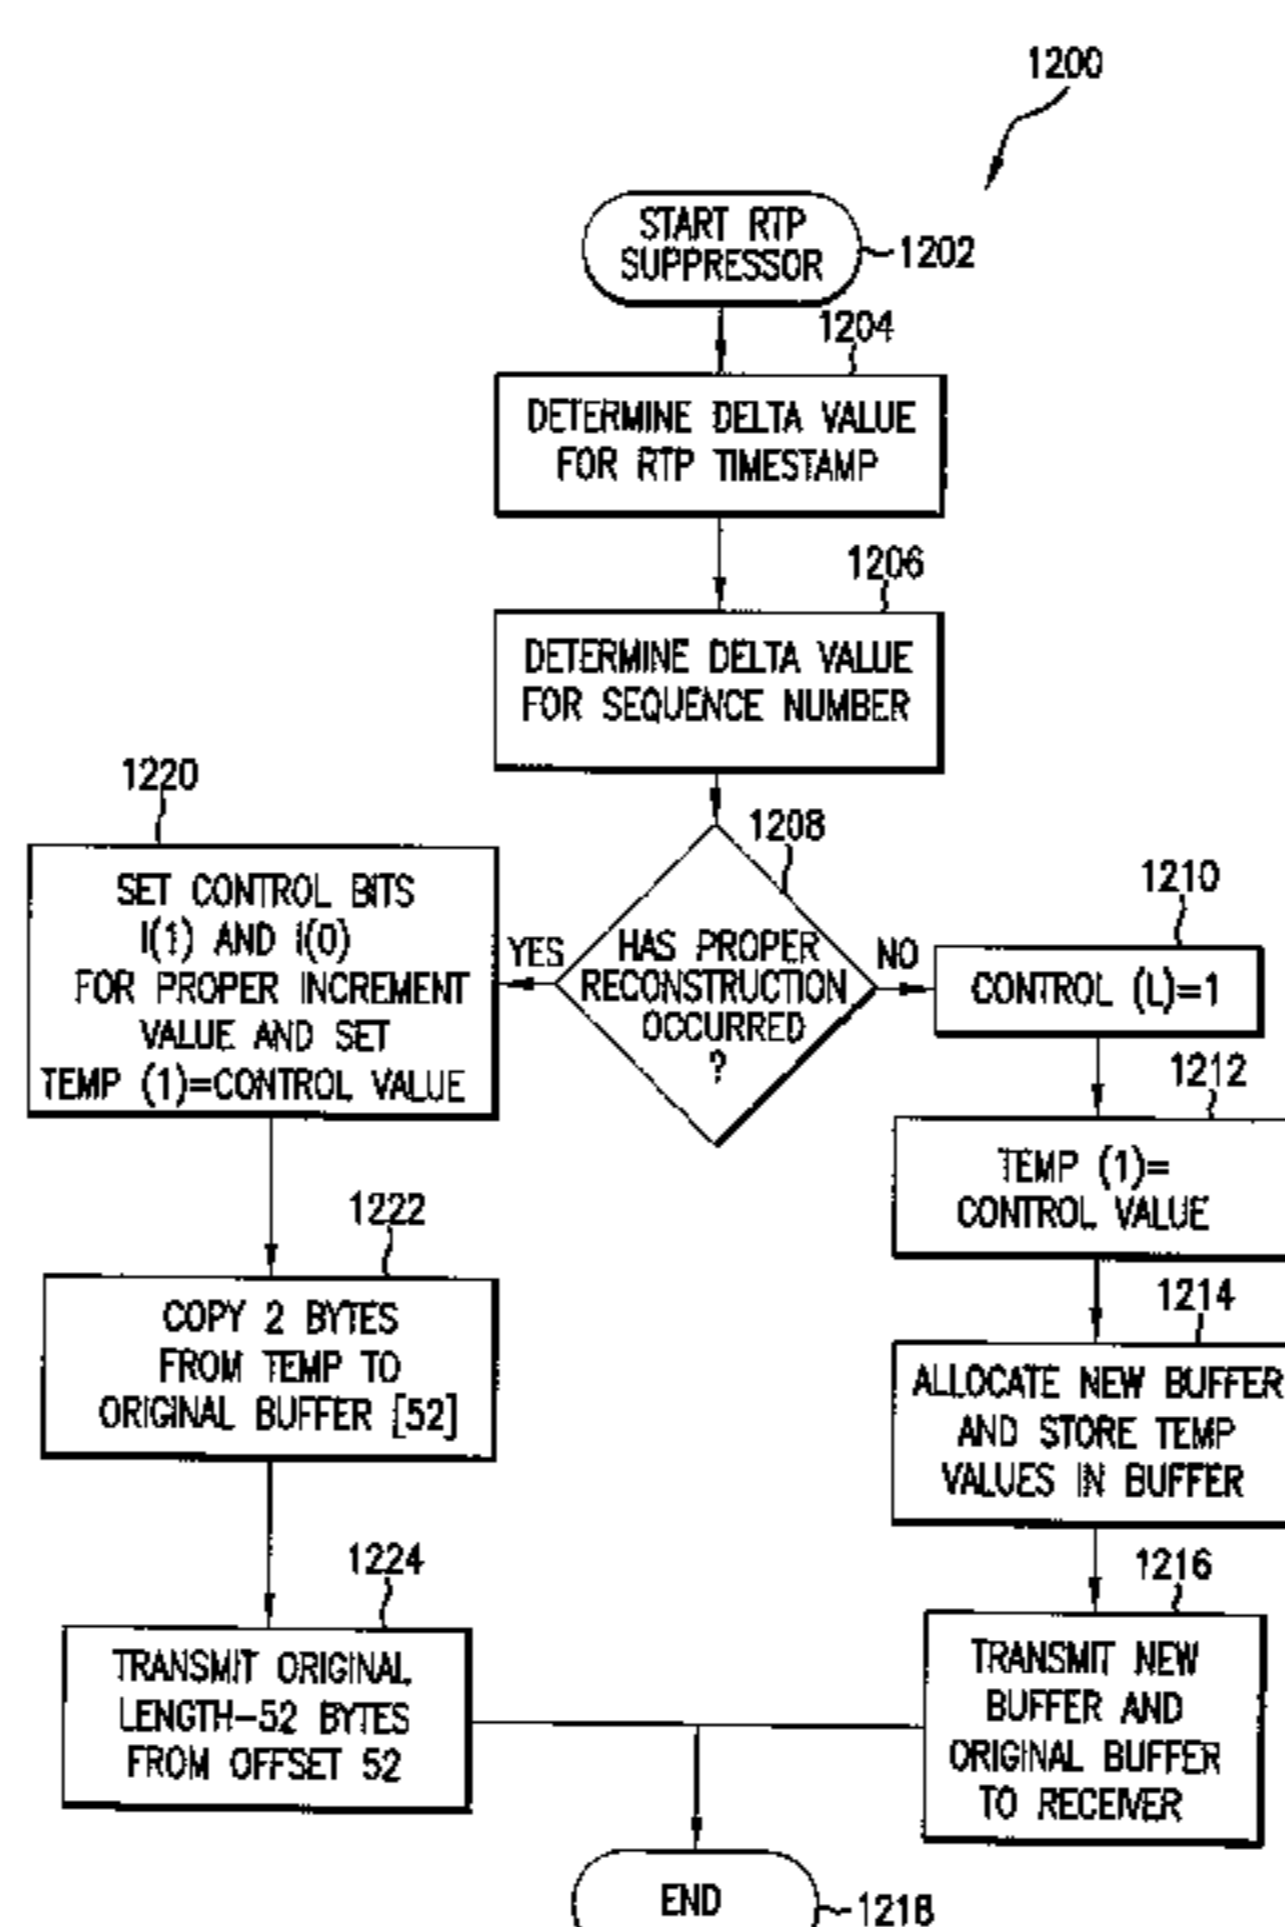 1200
START RTP
SUPPRESSOR
1202
1204
DETERMINE DELTA VALUE
FOR RTP TIMESTAMP
1206
DETERMINE DELTA VALUE
FOR SEQUENCE NUMBER
1208
HAS PROPER
RECONSTRUCTION
OCCURRED
?
YES
NO
1220
SET CONTROL BITS
I(1) AND I(0)
FOR PROPER INCREMENT
VALUE AND SET
TEMP (1)=CONTROL VALUE
1210
CONTROL (L)=1
1212
TEMP (1)=
CONTROL VALUE
1222
COPY 2 BYTES
FROM TEMP TO
ORIGINAL BUFFER [52]
1214
ALLOCATE NEW BUFFER
AND STORE TEMP
VALUES IN BUFFER
1224
TRANSMIT ORIGINAL
LENGTH-52 BYTES
FROM OFFSET 52
1216
TRANSMIT NEW
BUFFER AND
ORIGINAL BUFFER
TO RECEIVER
END
1218